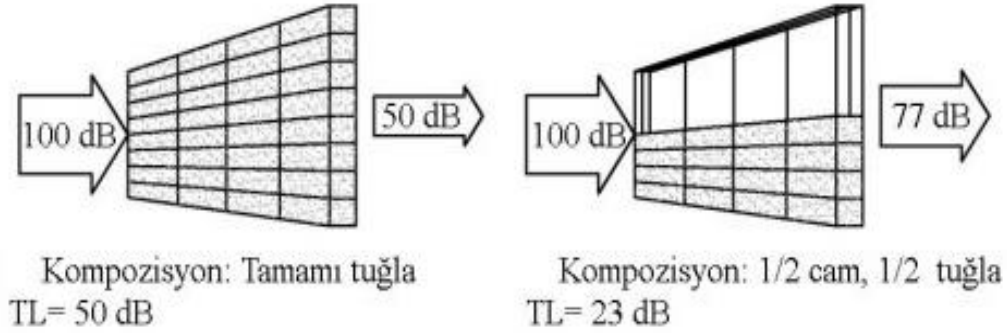 100 dB
50 dB
Kompozisyon: Tamamı tuğla
TL= 50 dB
100 dB
77 dB
Kompozisyon: 1/2 cam, 1/2 tuğla
TL= 23 dB